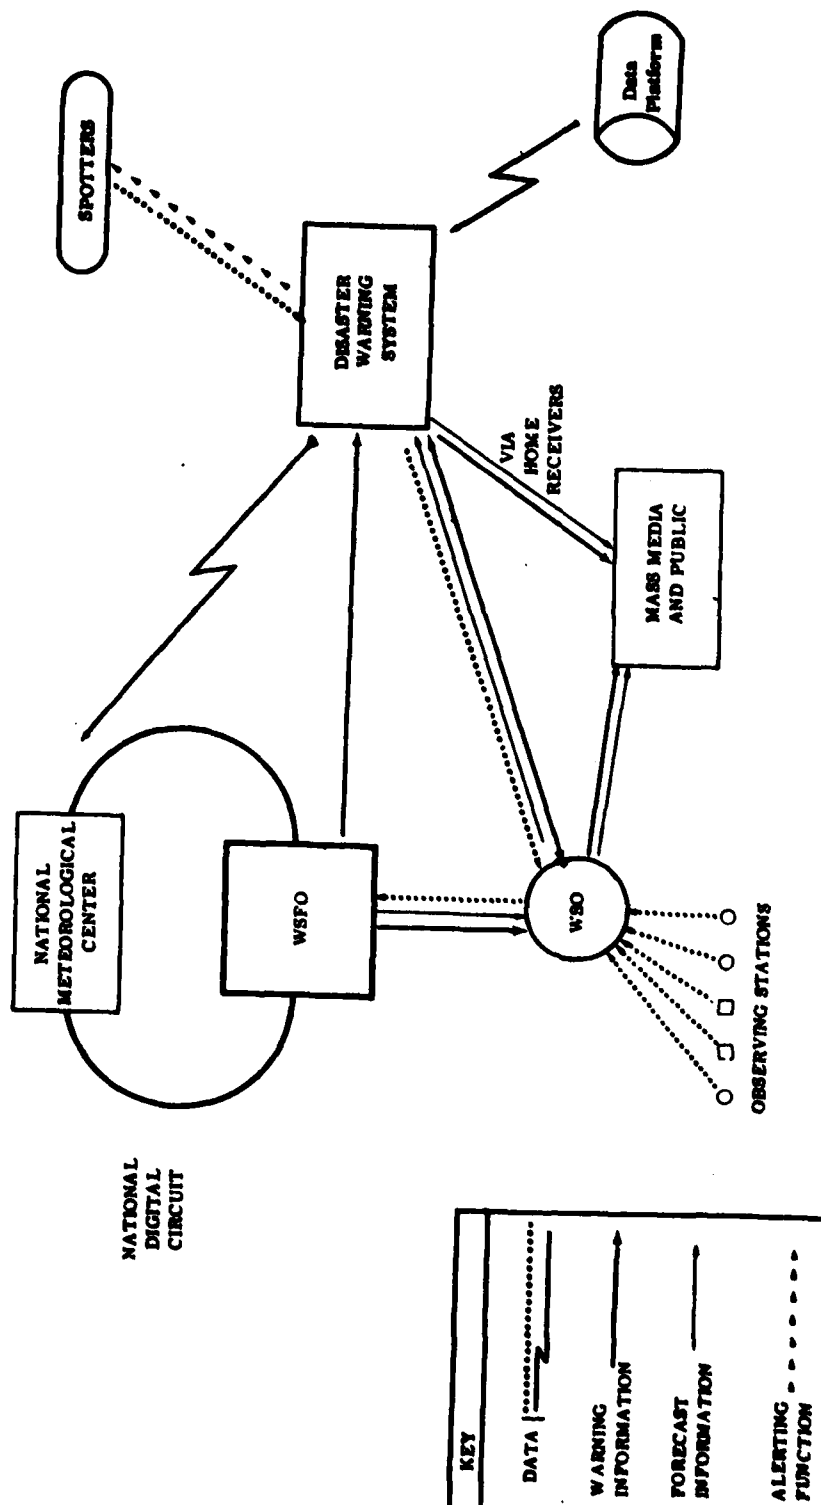 NATIONAL
DIGITAL
CIRCUIT
NATIONAL
METEOROLOGICAL
CENTER
SPOTTERS
WSFO
DISASTER
WARNING
SYSTEM
Data
Platform
VIA
HOME
RECEIVERS
WSO
MASS MEDIA
AND PUBLIC
OBSERVING STATIONS
KEY
DATA
WARNING
INFORMATION
FORECAST
INFORMATION
ALERTING
FUNCTION